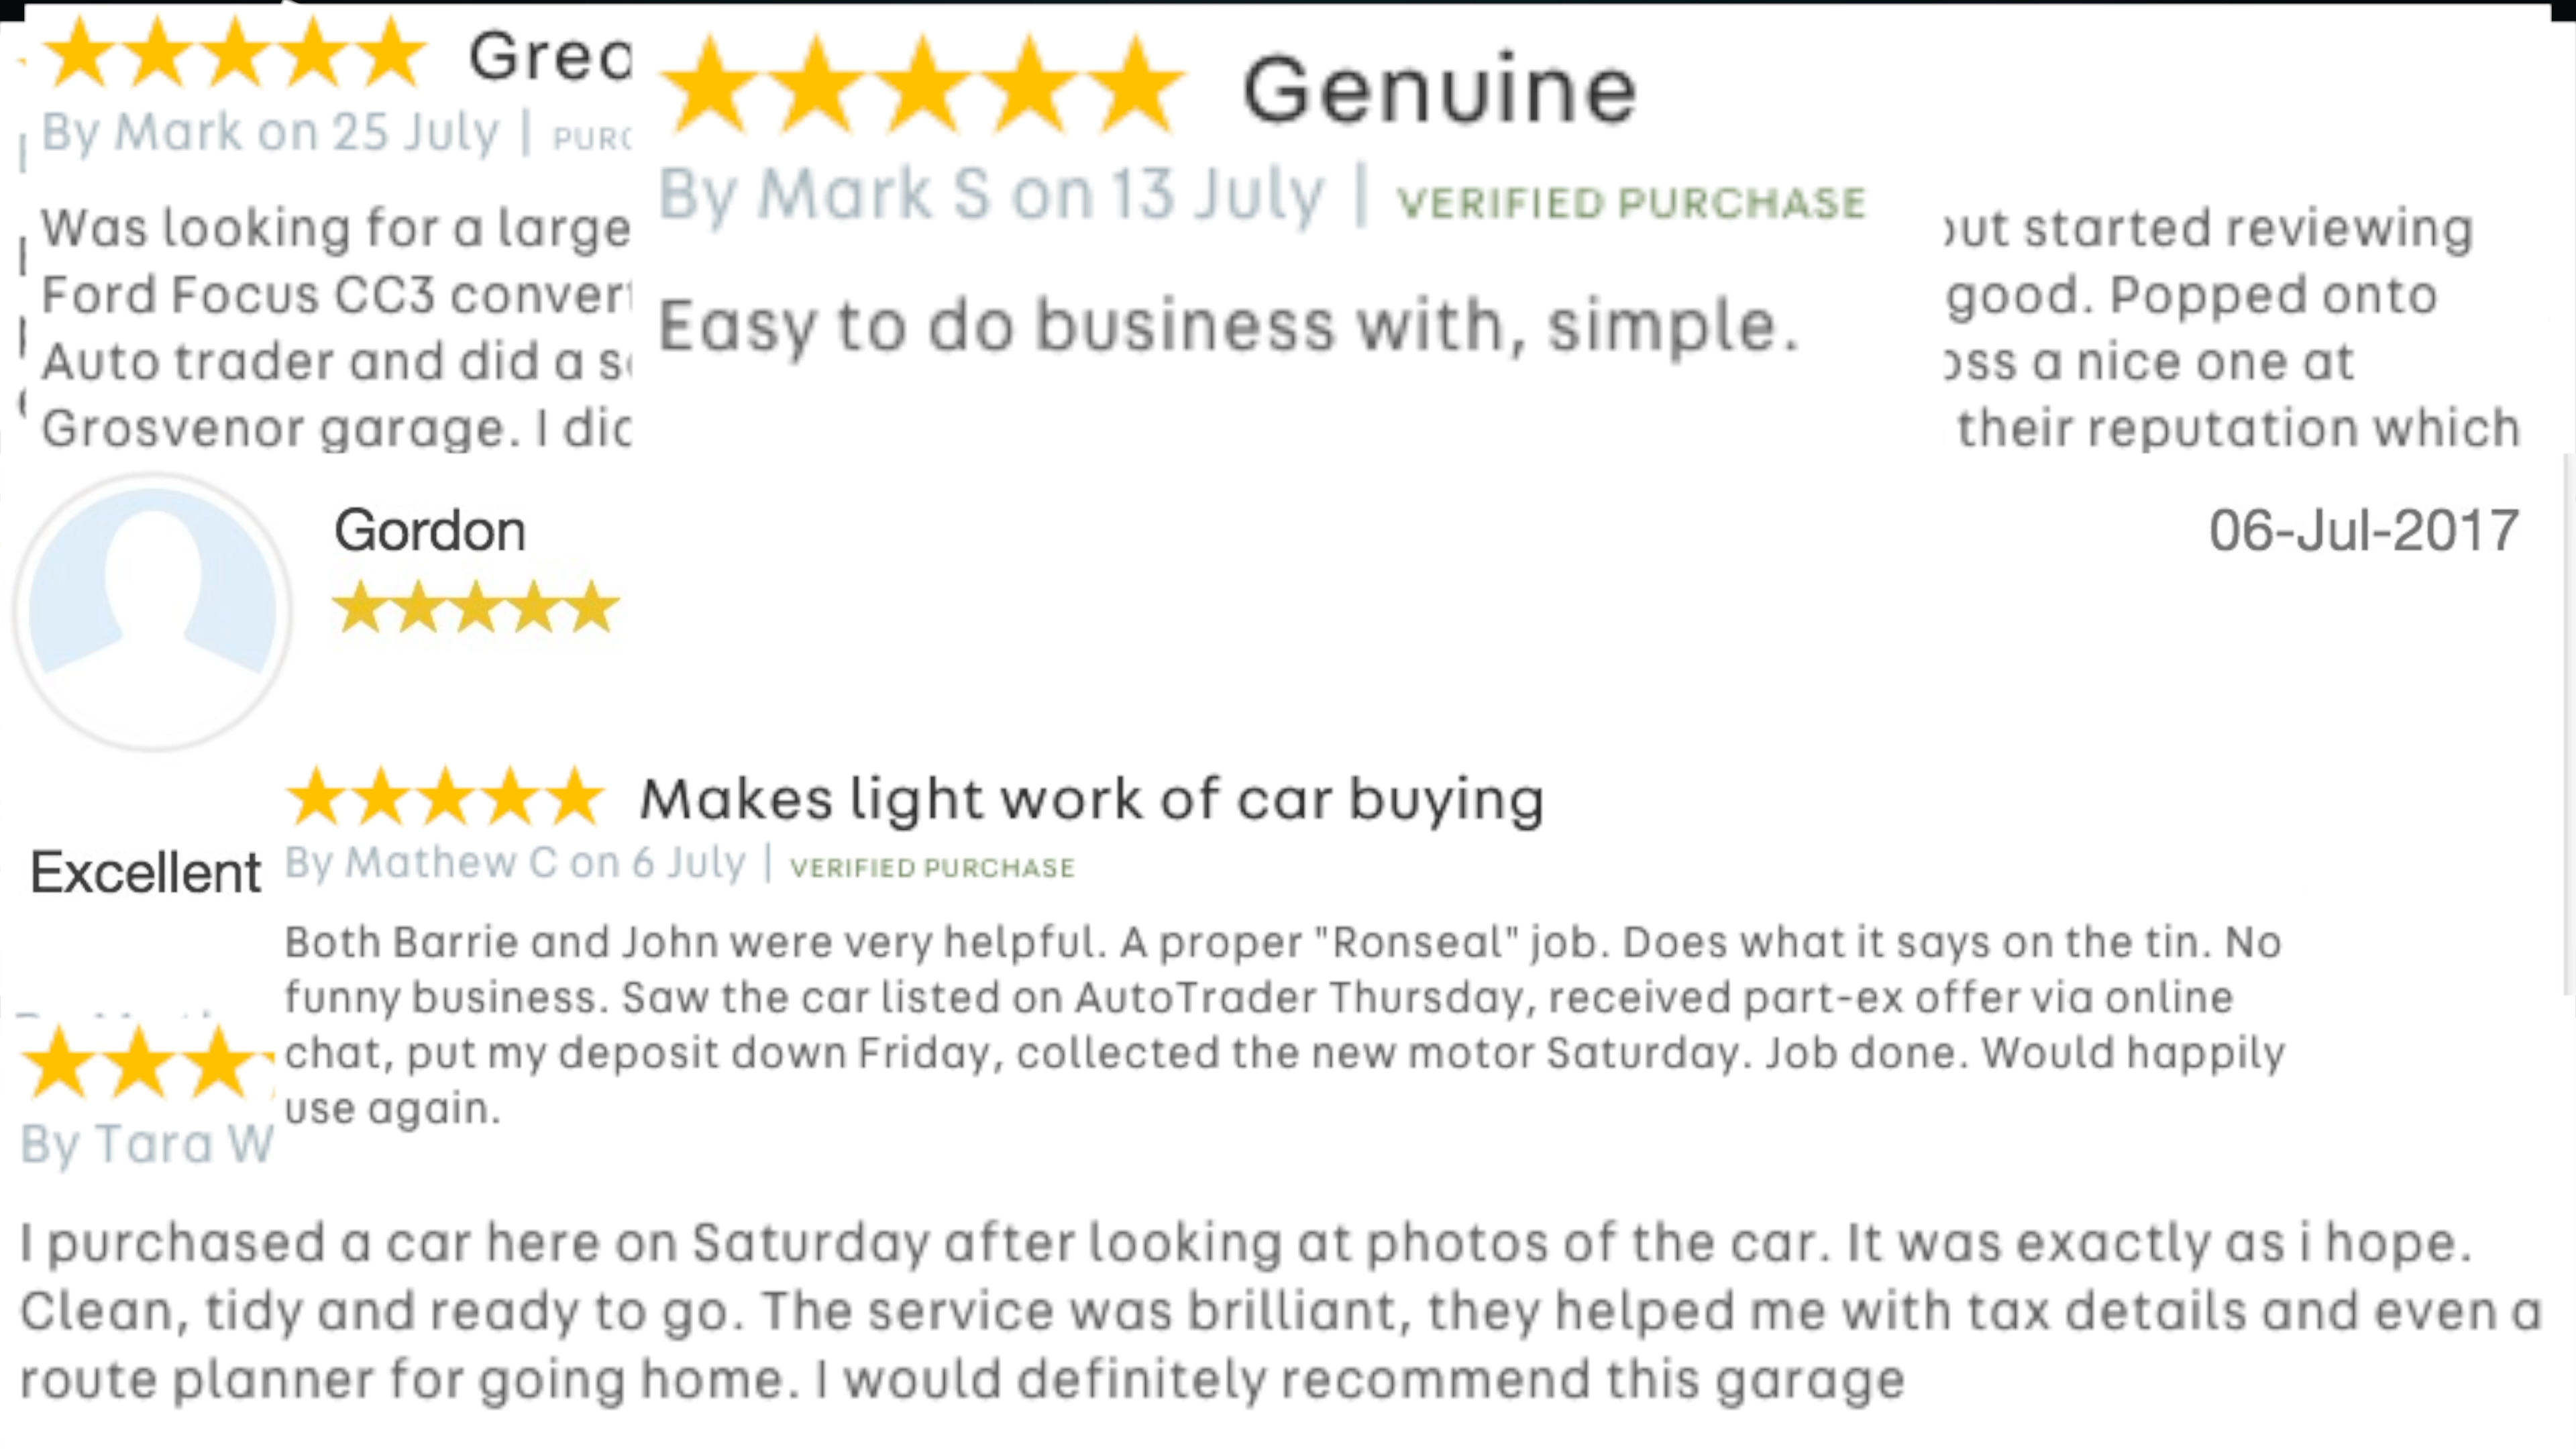 By Mark on 25 July |
Was looking for a large
Ford Focus CC3
Auto trader and did a
Grosvenor garage. I
Genuine
By Mark S on 13 July | VERIFIED PURCHASE
Easy to do business with, simple.
started reviewing
good. Popped onto
a nice one at
their reputation which
Gordon
06-Jul-2017
Excellent
Makes light work of car buying
By Mathew C on 6 July | VERIFIED PURCHASE
Both Barrie and John were very helpful. A proper "Ronseal" job. Does what it says on the tin. No
funny business. Saw the car listed on AutoTrader Thursday, received part-ex offer via online
chat, put my deposit down Friday, collected the new motor Saturday. Job done. Would happily
use again.
By Tara W
I purchased a car here on Saturday after looking at photos of the car. It was exactly as i hope.
Clean, tidy and ready to go. The service was brilliant, they helped me with tax details and even a
route planner for going home. I would definitely recommend this garage